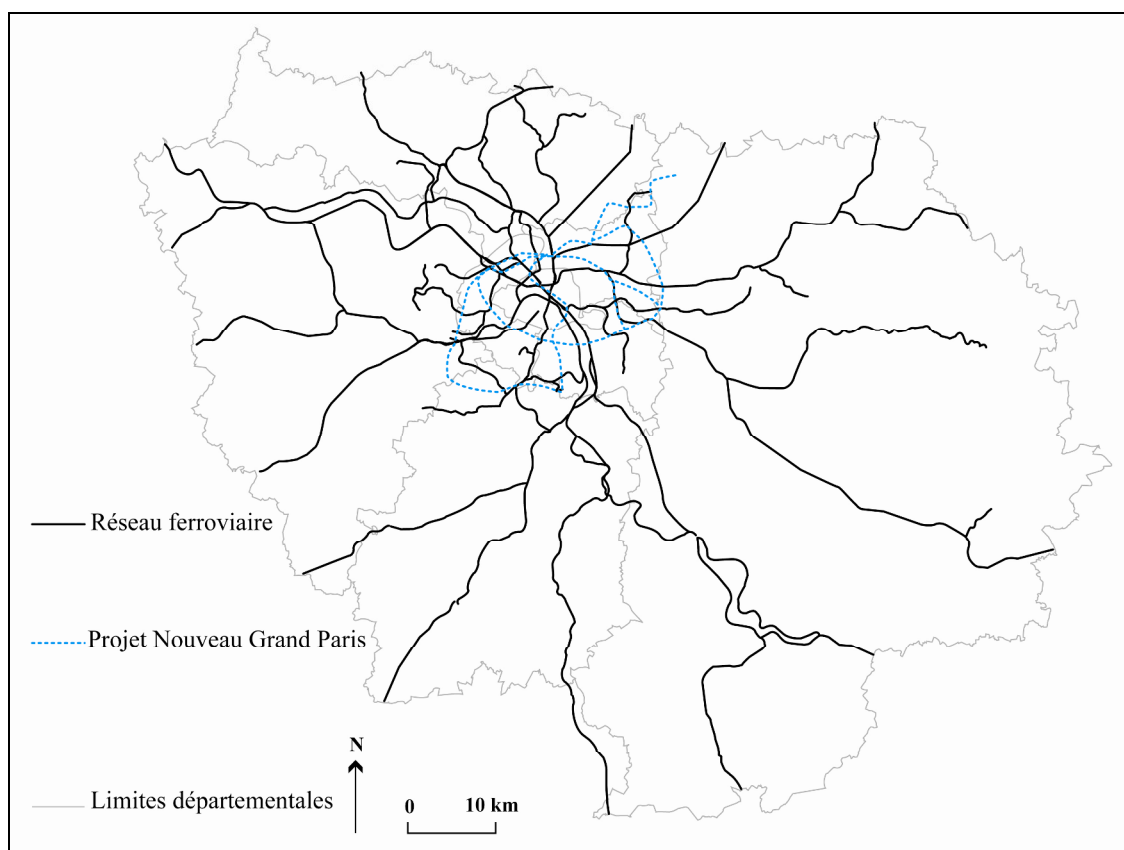 Réseau ferroviaire
Projet Nouveau Grand Paris
Limites départementales
N
0 10 km